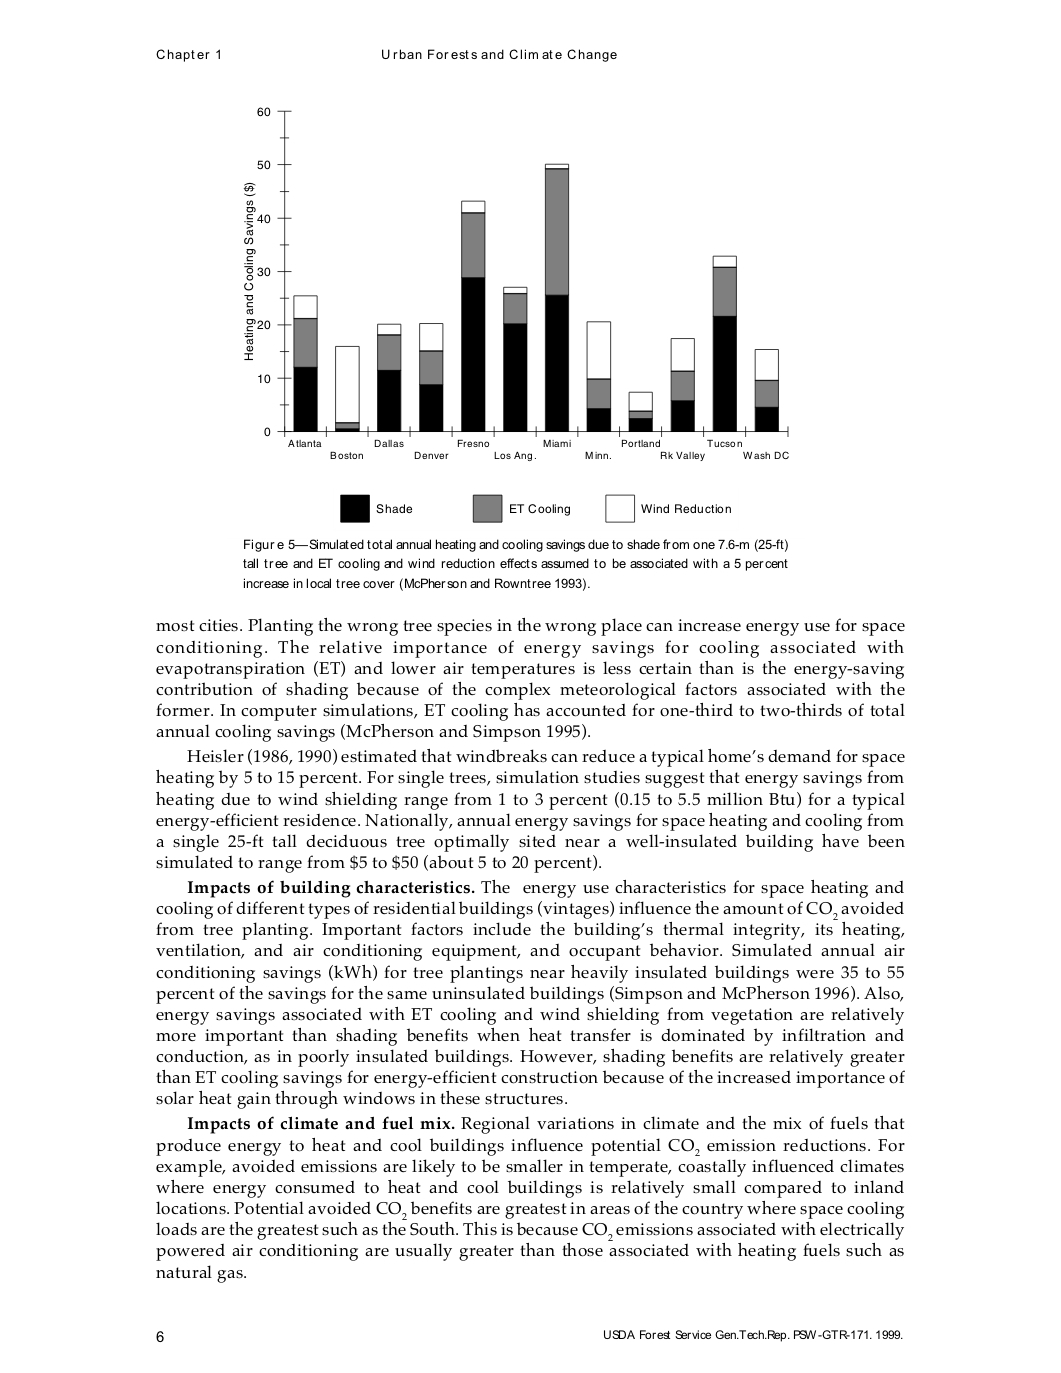 Chapter 1 Urban Forests and Climate Change
60
50
40
30
20
10
0
Heating and Cooling Savings ($)
Atlanta Dallas Fresno Miami Portland Tucson
Boston Denver Los Ang. Minn. Rk Valley Wash DC
Shade ET Cooling Wind Reduction
Figure 5—Simulated total annual heating and cooling savings due to shade from one 7.6-m (25-ft)
tall tree and ET cooling and wind reduction effects assumed to be associated with a 5 percent
increase in local tree cover (McPherson and Rowntree 1993).
most cities. Planting the wrong tree species in the wrong place can increase energy use for space
conditioning. The relative importance of energy savings for cooling associated with
evapotranspiration (ET) and lower air temperatures is less certain than is the energy-saving
contribution of shading because of the complex meteorological factors associated with the
former. In computer simulations, ET cooling has accounted for one-third to two-thirds of total
annual cooling savings (McPherson and Simpson 1995).
Heisler (1986, 1990) estimated that windbreaks can reduce a typical home's demand for space
heating by 5 to 15 percent. For single trees, simulation studies suggest that energy savings from
heating due to wind shielding range from 1 to 3 percent (0.15 to 5.5 million Btu) for a typical
energy-efficient residence. Nationally, annual energy savings for space heating and cooling from
a single 25-ft tall deciduous tree optimally sited near a well-insulated building have been
simulated to range from $5 to $50 (about 5 to 20 percent).
Impacts of building characteristics. The energy use characteristics for space heating and
cooling of different types of residential buildings (vintages) influence the amount of CO2 avoided
from tree planting. Important factors include the building's thermal integrity, its heating,
ventilation, and air conditioning equipment, and occupant behavior. Simulated annual air
conditioning savings (kWh) for tree plantings near heavily insulated buildings were 35 to 55
percent of the savings for the same uninsulated buildings (Simpson and McPherson 1996). Also,
energy savings associated with ET cooling and wind shielding from vegetation are relatively
more important than shading benefits when heat transfer is dominated by infiltration and
conduction, as in poorly insulated buildings. However, shading benefits are relatively greater
than ET cooling savings for energy-efficient construction because of the increased importance of
solar heat gain through windows in these structures.
Impacts of climate and fuel mix. Regional variations in climate and the mix of fuels that
produce energy to heat and cool buildings influence potential CO2 emission reductions. For
example, avoided emissions are likely to be smaller in temperate, coastally influenced climates
where energy consumed to heat and cool buildings is relatively small compared to inland
locations. Potential avoided CO2 benefits are greatest in areas of the country where space cooling
loads are the greatest such as the South. This is because CO2 emissions associated with electrically
powered air conditioning are usually greater than those associated with heating fuels such as
natural gas.
6 USDA Forest Service Gen.Tech.Rep. PSW-GTR-171. 1999.